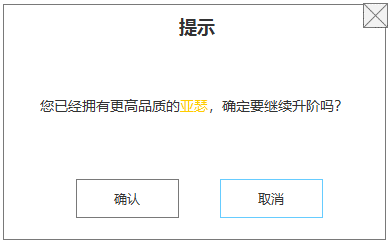 提示
您已经拥有更高品质的亚瑟，确定要继续升阶吗?
确认
取消